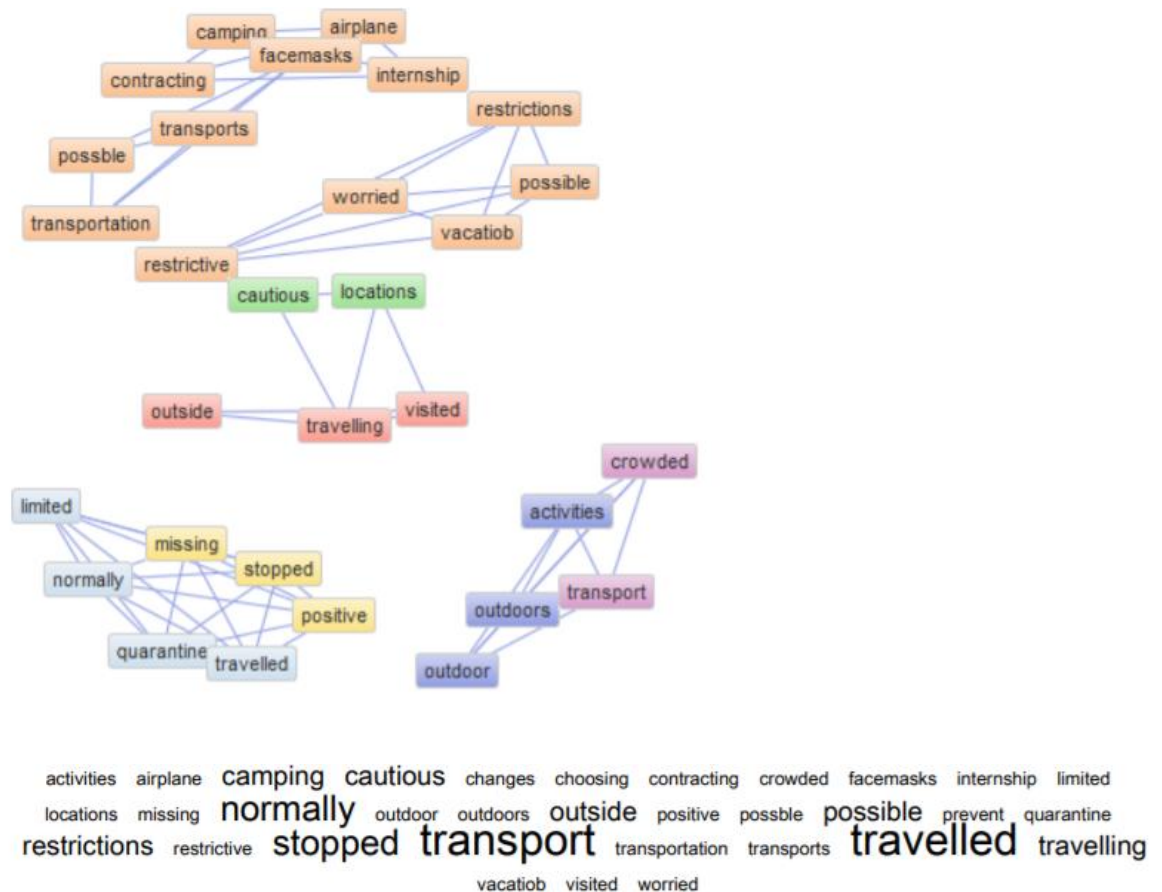 camping
airplane
facemasks
contracting
internship
restrictions
transports
possble
possible
worried
transportation
vacatiob
restrictive
cautious
locations
outside
travelling
visited
crowded
limited
activities
missing
stopped
normally
transport
outdoors
positive
quarantine
travelled
outdoor
activities airplane camping cautious changes choosing contracting crowded facemasks internship limited
locations missing normally outdoor outdoors outside positive possble possible prevent quarantine
restrictions restrictive stopped transport transportation transports travelled travelling
vacatiob visited worried